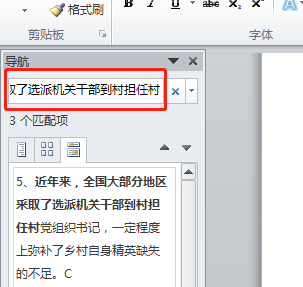 格式刷
B I U
A
剪贴板
字体
导航
取了选派机关干部到村担任村
3 个匹配项
5、近年来，全国大部分地区
采取了选派机关干部到村担
任村党组织书记，一定程度
上弥补了乡村自身精英缺失
的不足。C